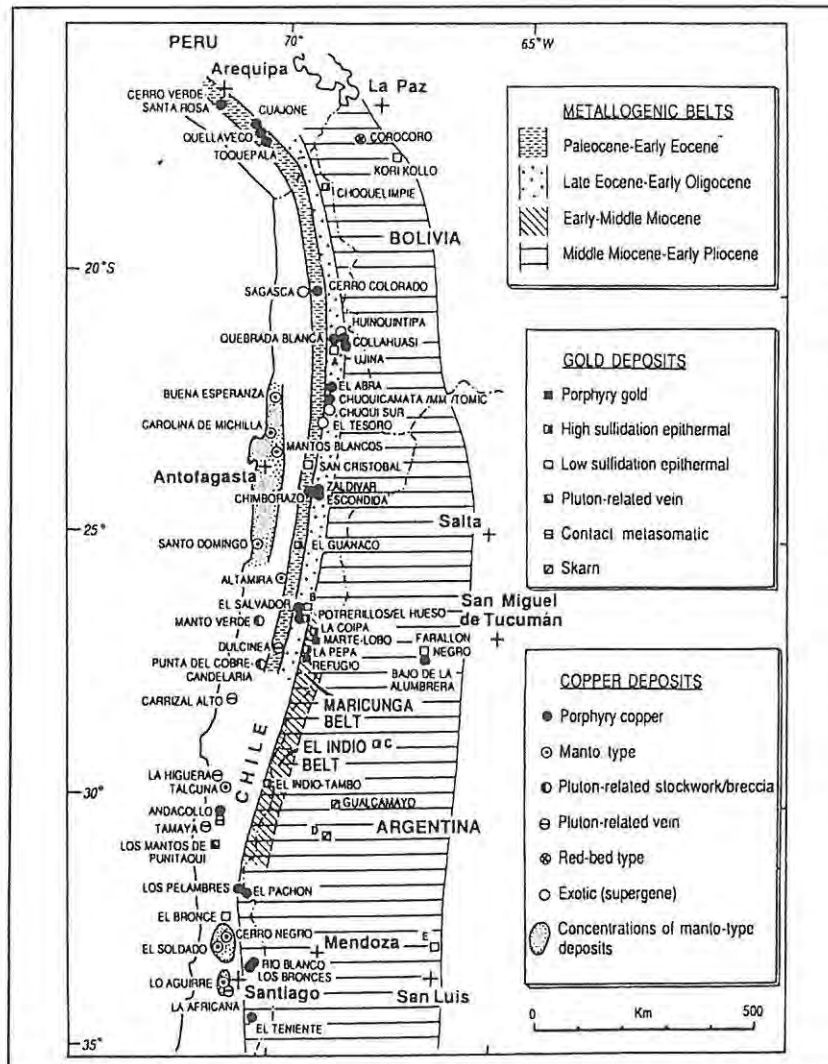 PERU
70°
65°W
Arequipa
La Paz
CERRO VERDE
SANTA ROSA
CUAJONE
QUELLAVECO
TOQUEPALA
COROCORO
KORI KOLLO
CHOQUELIMPIE
BOLIVIA
20°S
SAGASCA
CERRO COLORADO
HUINQUINTIPA
QUEBRADA BLANCA
COLLAHUASI
A
UJINA
EL ABRA
BUENA ESPERANZA
CHUQUICAMATA /MM /TOMIC
CHUQUI SUR
CAROLINA DE MICHILLA
EL TESORO
MANTOS BLANCOS
SAN CRISTOBAL
Antofagasta
ZALDIVAR
CHIMBORAZO
ESCONDIDA
25°
Salta
SANTO DOMINGO
EL GUANACO
ALTAMIRA
EL SALVADOR
B
San Miguel
de Tucumán
MANTO VERDE
POTRERILLOS/EL HUESO
LA COIPA
MARTE-LOBO
FARALLON
NEGRO
DULCINEA
LA PEPA
PUNTA DEL COBRE
REFUGIO
CANDELARIA
BAJO DE LA
ALUMBRERA
CARRIZAL ALTO
MARICUNGA
BELT
CHILE
EL INDIO
BELT
C
LA HIGUERA
TALCUNA
EL INDIO-TAMBO
30°
GUALCAMAYO
ANDACOLLO
TAMAYA
D
ARGENTINA
LOS MANTOS DE
PUNITAQUI
LOS PELAMBRES
EL PACHON
EL BRONCE
CERRO NEGRO
Mendoza
E
EL SOLDADO
RIO BLANCO
LOS BRONCES
LO AGUIRRE
Santiago
San Luis
LA AFRICANA
EL TENIENTE
35°
METALLOGENIC BELTS
Paleocene-Early Eocene
Late Eocene-Early Oligocene
Early-Middle Miocene
Middle Miocene-Early Pliocene
GOLD DEPOSITS
Porphyry gold
High sulfidation epithermal
Low sulfidation epithermal
Pluton-related vein
Contact metasomatic
Skarn
COPPER DEPOSITS
Porphyry copper
Manto type
Pluton-related stockwork/breccia
Pluton-related vein
Red-bed type
Exotic (supergene)
Concentrations of manto-type
deposits
0 Km 500